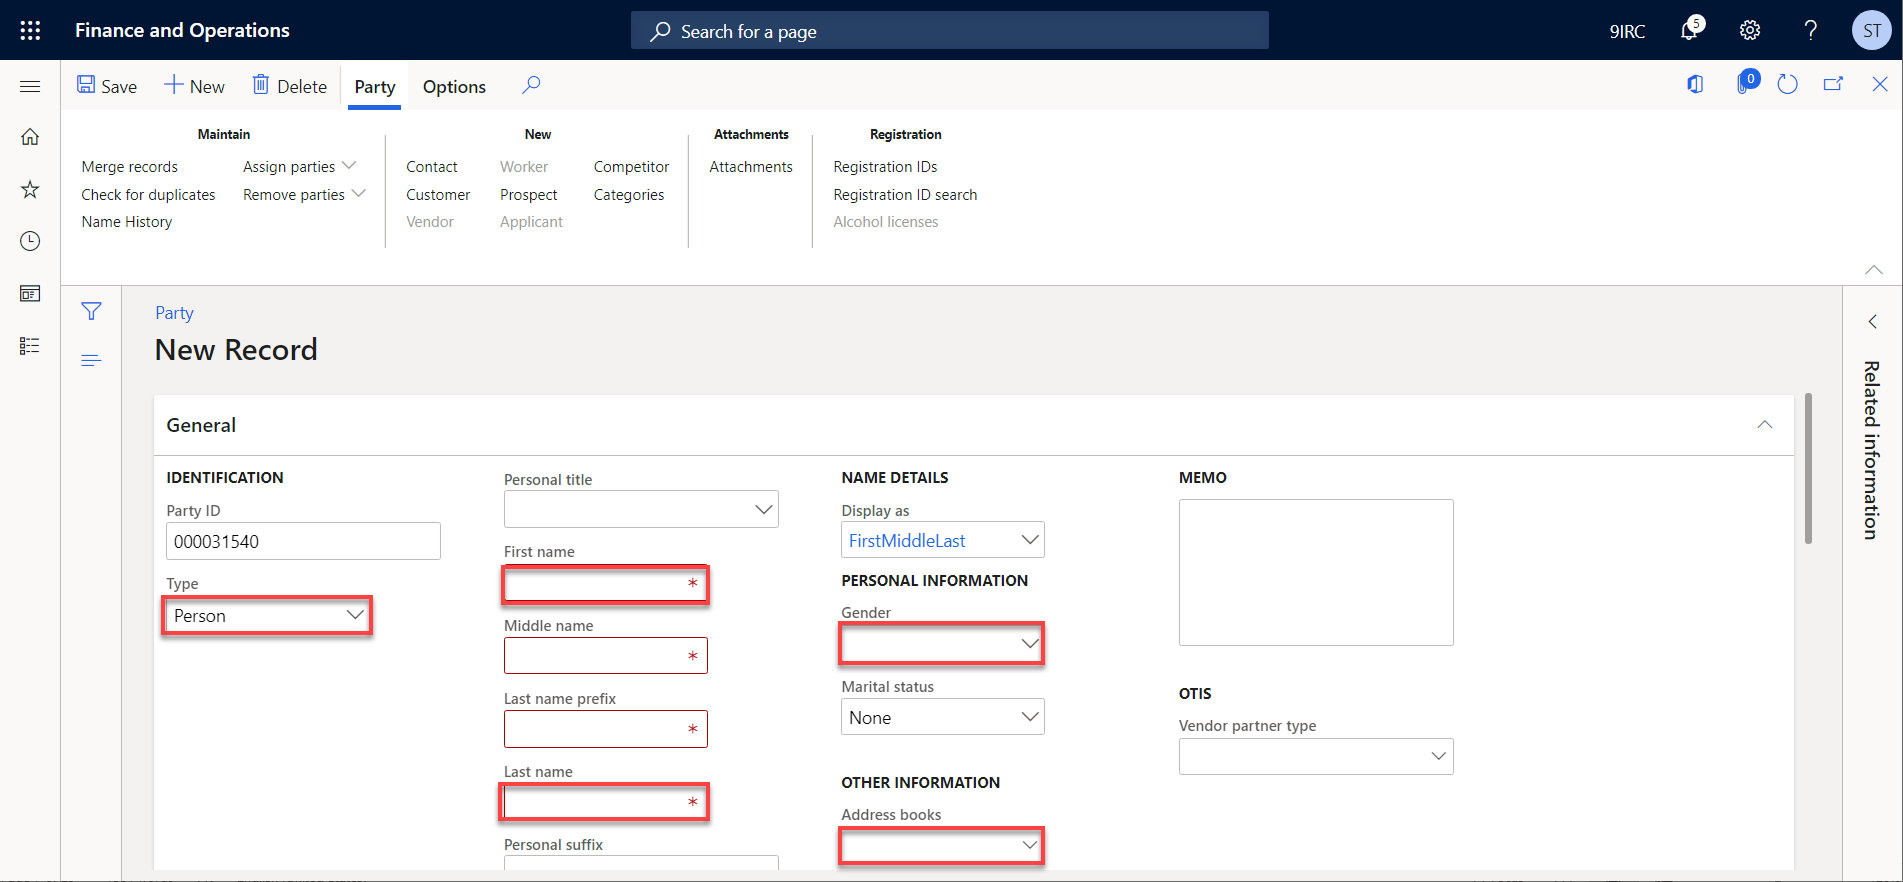 Finance and Operations
Search for a page
9IRC
5
?
ST
Save
New
Delete
Party
Options
0
Maintain
New
Attachments
Registration
Merge records
Assign parties
Contact
Worker
Competitor
Attachments
Registration IDs
Check for duplicates
Remove parties
Customer
Prospect
Categories
Registration ID search
Name History
Vendor
Applicant
Alcohol licenses
Party
New Record
Related information
General
IDENTIFICATION
Party ID
000031540
Type
Person
Personal title
First name
*
Middle name
*
Last name prefix
*
Last name
*
Personal suffix
NAME DETAILS
Display as
FirstMiddleLast
PERSONAL INFORMATION
Gender
Marital status
None
OTHER INFORMATION
Address books
MEMO
OTIS
Vendor partner type